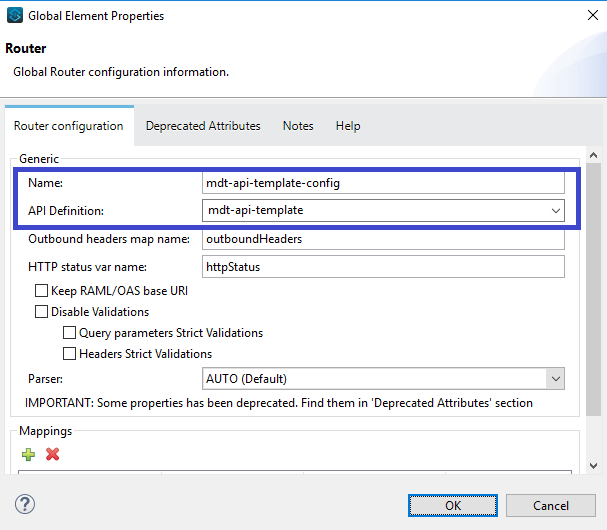 Global Element Properties
Router
Global Router configuration information.
Router configuration Deprecated Attributes Notes Help
Generic
Name: mdt-api-template-config
API Definition: mdt-api-template
Outbound headers map name: outboundHeaders
HTTP status var name: httpStatus
Keep RAML/OAS base URI
Disable Validations
Query parameters Strict Validations
Headers Strict Validations
Parser: AUTO (Default)
IMPORTANT: Some properties has been deprecated. Find them in 'Deprecated Attributes' section
Mappings
OK Cancel